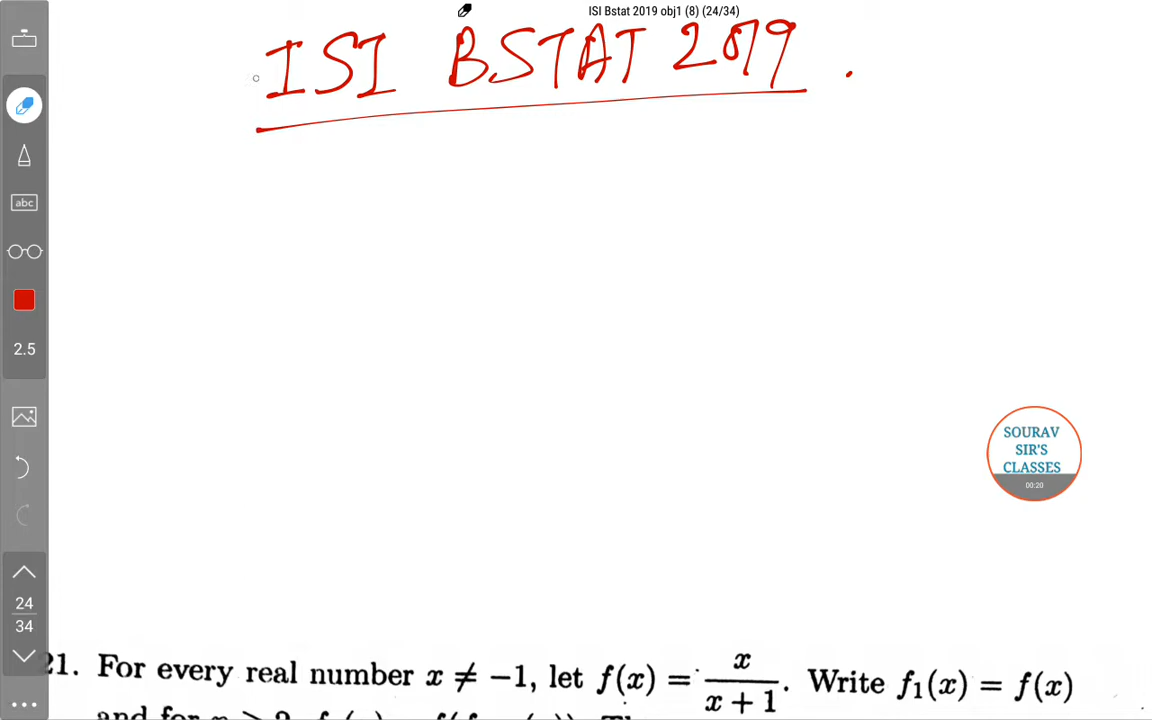 ISI Bstat 2019 obj1 (8) (24/34)
ISI BSTAT 2019.
abc
2.5
SOURAV
SIR'S
CLASSES
00:20
24
34
21. For every real number x ≠ −1, let f(x) = x/(x + 1). Write f₁(x) = f(x)